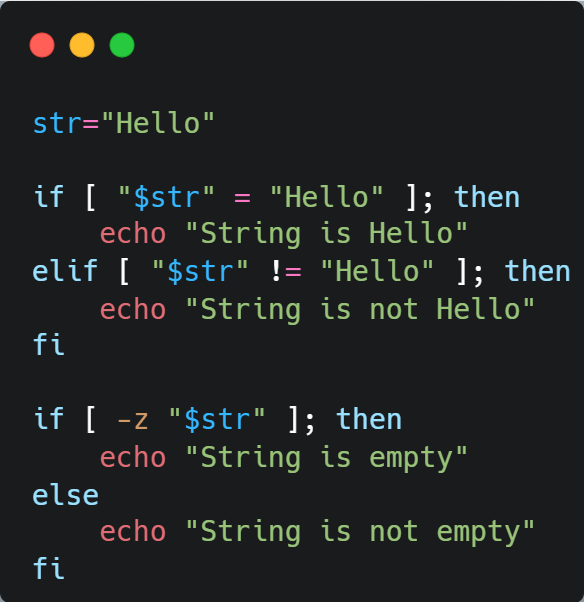 str="Hello"

if [ "$str" = "Hello" ]; then
    echo "String is Hello"
elif [ "$str" != "Hello" ]; then
    echo "String is not Hello"
fi

if [ -z "$str" ]; then
    echo "String is empty"
else
    echo "String is not empty"
fi